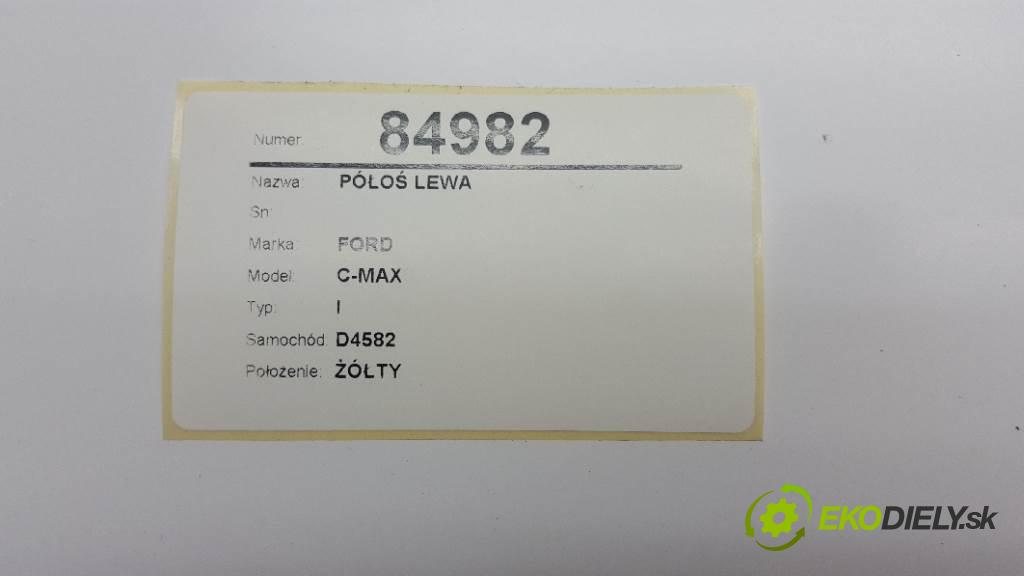 Numer: 84982
Nazwa: PÓŁOŚ LEWA
Sn:
Marka: FORD
Model: C-MAX
Typ: I
Samochód: D4582
Położenie: ŻÓŁTY
EKODIELY.sk